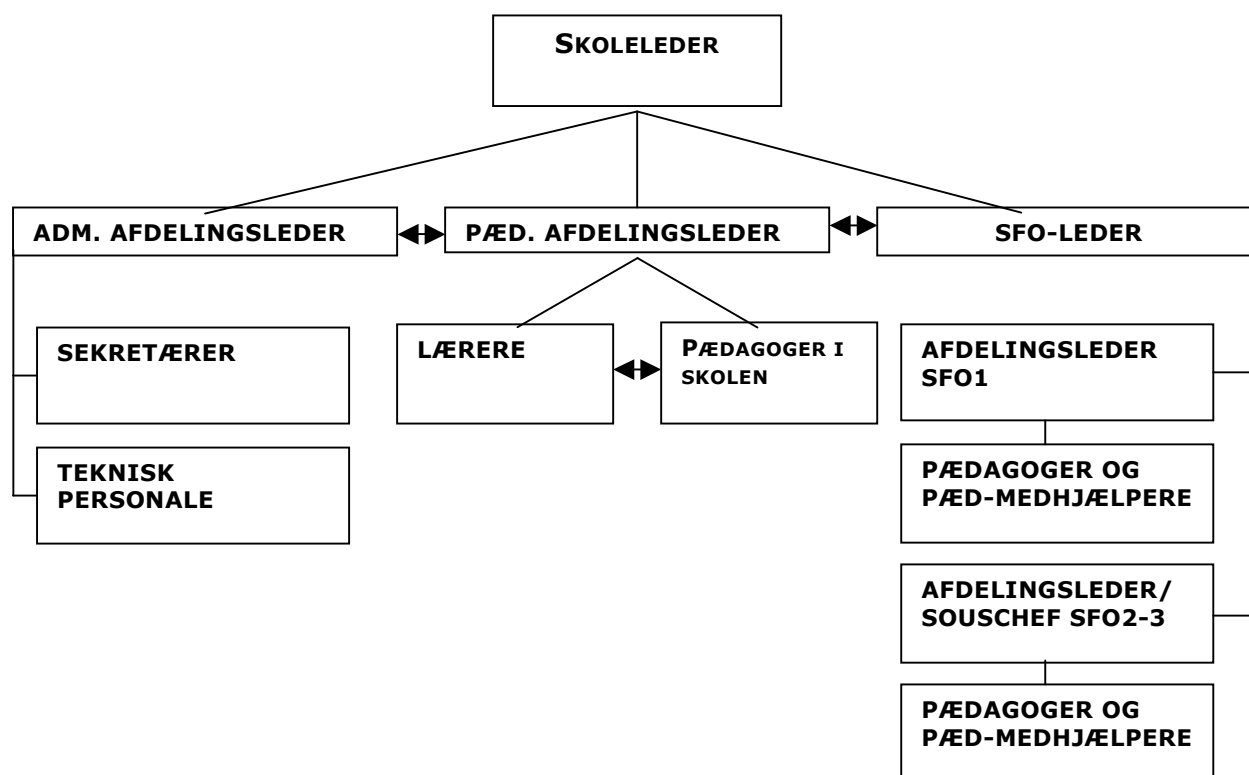 SKOLELEDER
ADM. AFDELINGSLEDER
PÆD. AFDELINGSLEDER
SFO-LEDER
SEKRETÆRER
TEKNISK
PERSONALE
LÆRERE
PÆDAGOGER I
SKOLEN
AFDELINGSLEDER
SFO1
PÆDAGOGER OG
PÆD-MEDHJÆLPERE
AFDELINGSLEDER/
SOUSCHEF SFO2-3
PÆDAGOGER OG
PÆD-MEDHJÆLPERE